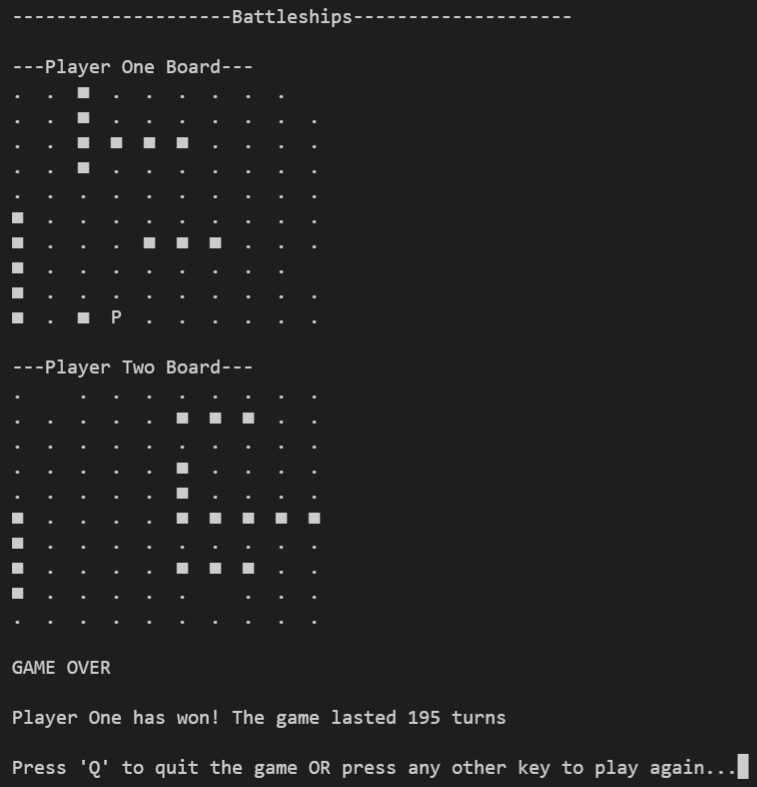 --------------------Battleships--------------------
---Player One Board---
.  .  ■  .  .  .  .  .  .
.  .  ■  .  .  .  .  .  .  .
.  .  ■  ■  ■  ■  .  .  .  .
.  .  ■  .  .  .  .  .  .  .
.  .  .  .  .  .  .  .  .  .
■  .  .  .  .  .  .  .  .  .
■  .  .  .  ■  ■  ■  .  .  .
■  .  .  .  .  .  .  .  .
■  .  .  .  .  .  .  .  .  .
■  .  ■  P  .  .  .  .  .  .
---Player Two Board---
.     .  .  .  .  .  .  .  .
.  .  .  .  .  ■  ■  ■  .  .
.  .  .  .  .  .  .  .  .  .
.  .  .  .  .  ■  .  .  .  .
.  .  .  .  .  ■  .  .  .  .
■  .  .  .  .  ■  ■  ■  ■  ■
■  .  .  .  .  .  .  .  .  .
■  .  .  .  .  ■  ■  ■  .  .
■  .  .  .  .  .     .  .  .
.  .  .  .  .  .  .  .  .  .
GAME OVER
Player One has won! The game lasted 195 turns
Press 'Q' to quit the game OR press any other key to play again...